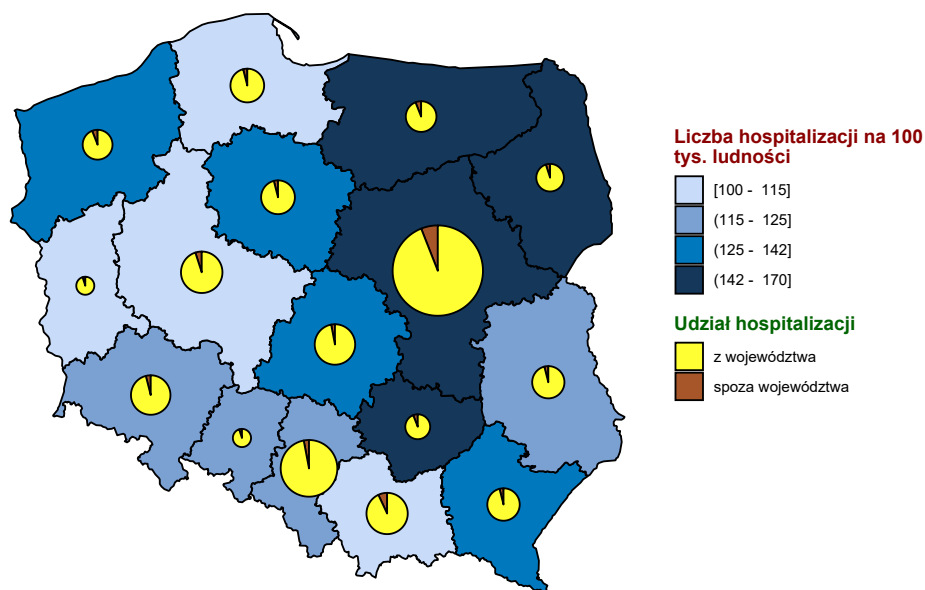 Liczba hospitalizacji na 100
tys. ludności
[100 - 115]
(115 - 125]
(125 - 142]
(142 - 170]
Udział hospitalizacji
z województwa
spoza województwa